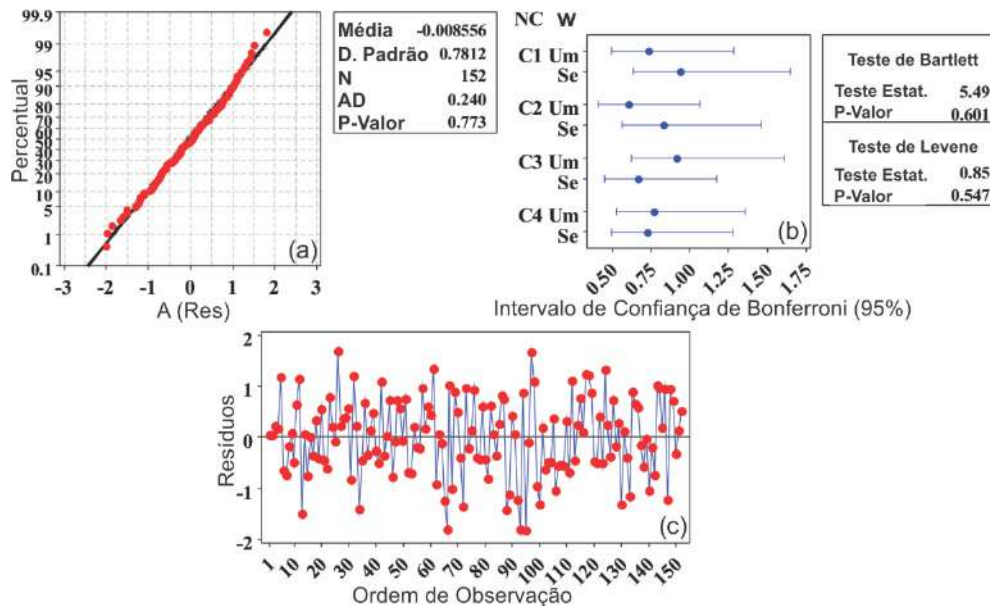 99.9
99
95
90
80
70
60
50
40
30
20
10
5
1
0.1
Percentual
-3 -2 -1 0 1 2 3
A (Res)
(a)
Média -0.008556
D. Padrão 0.7812
N 152
AD 0.240
P-Valor 0.773
NC W
C1 Um
Se
C2 Um
Se
C3 Um
Se
C4 Um
Se
(b)
0.50 0.75 1.00 1.25 1.50 1.75
Intervalo de Confiança de Bonferroni (95%)
Teste de Bartlett
Teste Estat. 5.49
P-Valor 0.601
Teste de Levene
Teste Estat. 0.85
P-Valor 0.547
2
1
0
-1
-2
Resíduos
(c)
1 10 20 30 40 50 60 70 80 90 100 110 120 130 140 150
Ordem de Observação